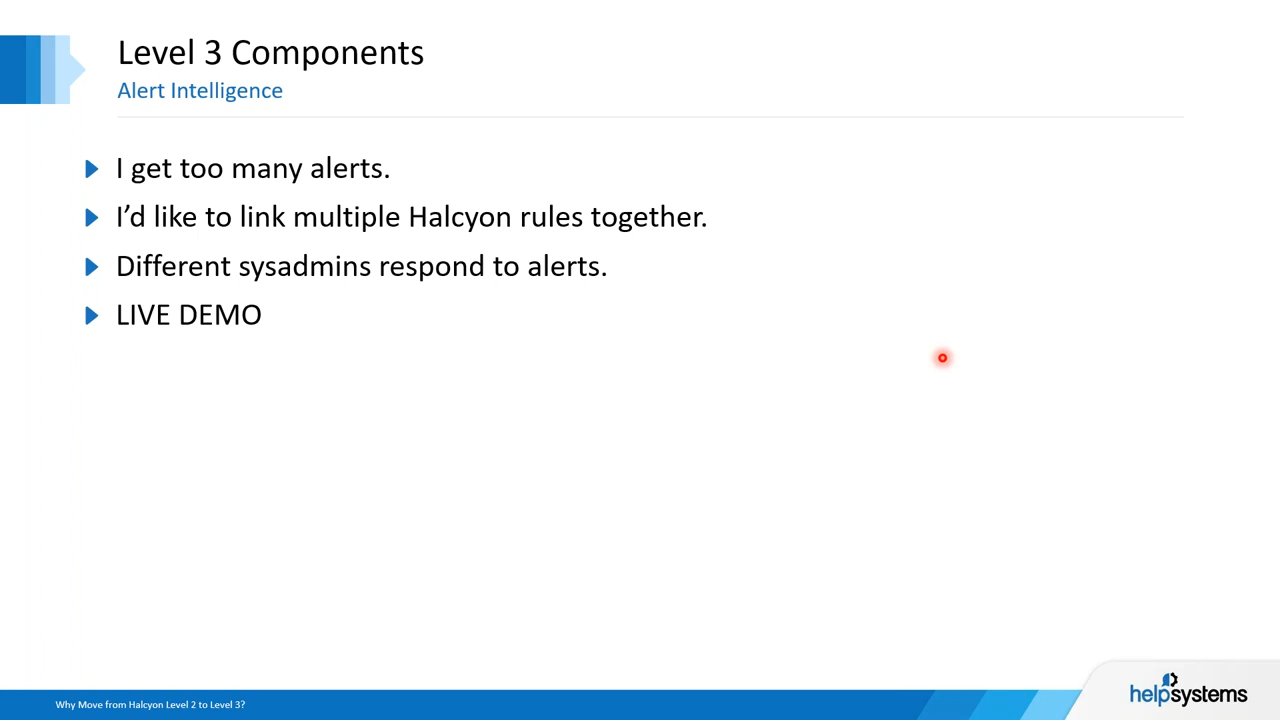 Level 3 Components
Alert Intelligence
I get too many alerts.
I’d like to link multiple Halcyon rules together.
Different sysadmins respond to alerts.
LIVE DEMO
Why Move from Halcyon Level 2 to Level 3?
helpsystems